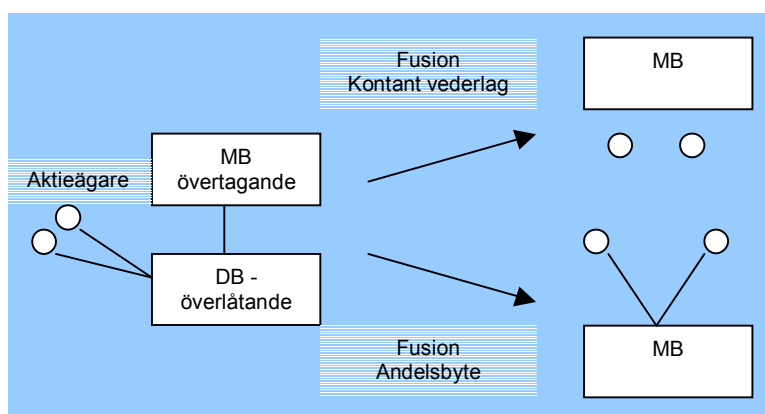 Fusion
Kontant vederlag
MB
MB
övertagande
Aktieägare
DB -
överlåtande
Fusion
Andelsbyte
MB